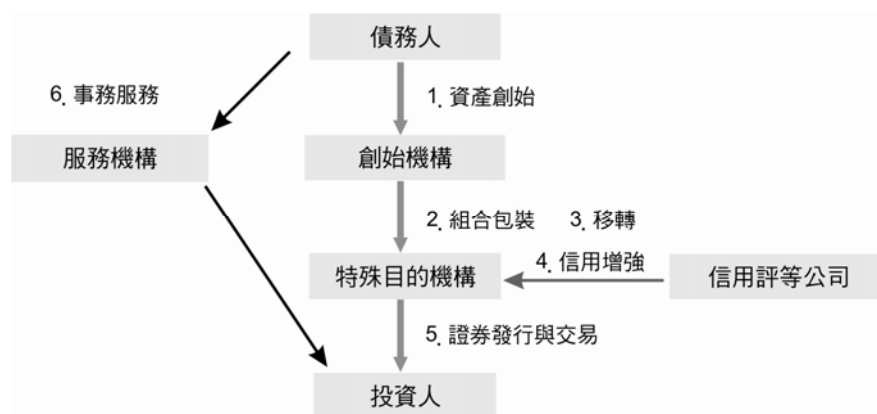 債務人
6. 事務服務
1. 資產創始
服務機構
創始機構
2. 組合包裝 3. 移轉
特殊目的機構
4. 信用增強
信用評等公司
5. 證券發行與交易
投資人